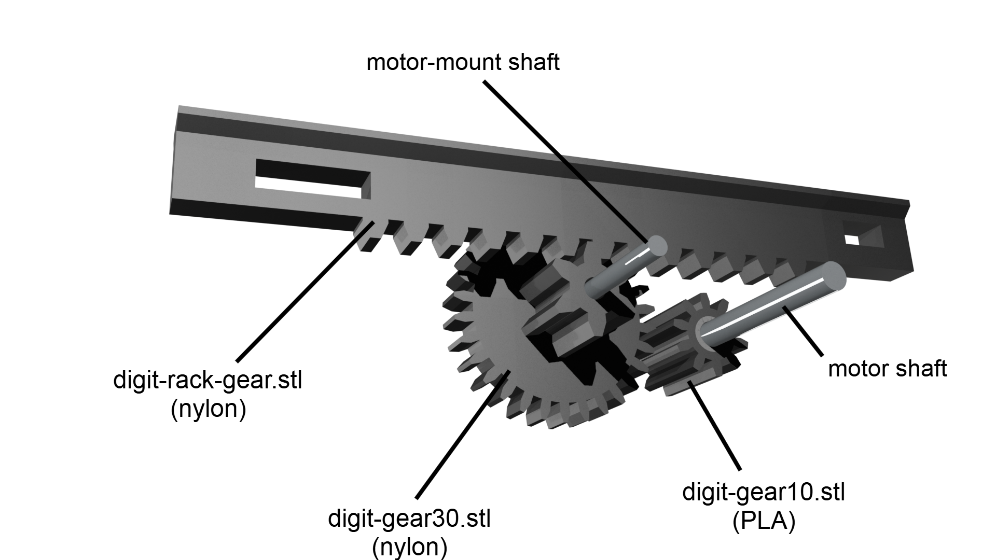 motor-mount shaft
motor shaft
digit-rack-gear.stl
(nylon)
digit-gear10.stl
(PLA)
digit-gear30.stl
(nylon)